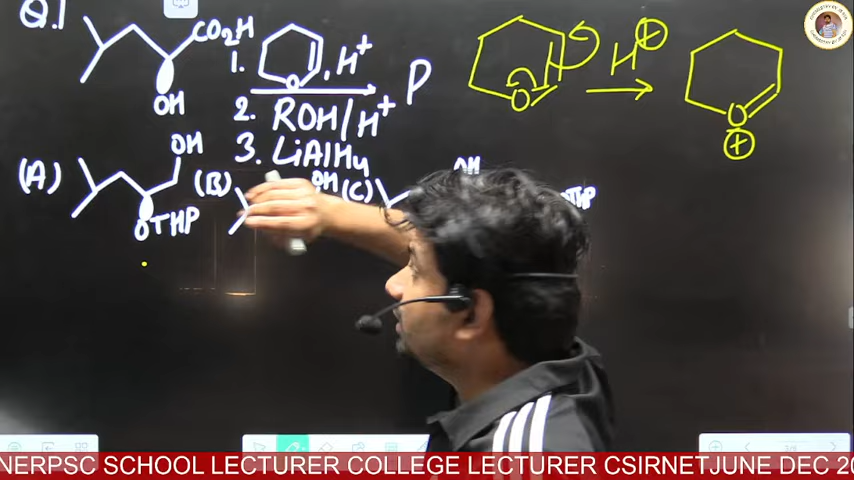 Q.1
CO2H
OH
1.
O
, H+
2. ROH/H+
3. LiAlH4
P
O
H
H+
O
+
(A)
OH
OTHP
(B)
OH
(C)
OH
THP
NERPSC SCHOOL LECTURER COLLEGE LECTURER CSIRNETJUNE DEC 20